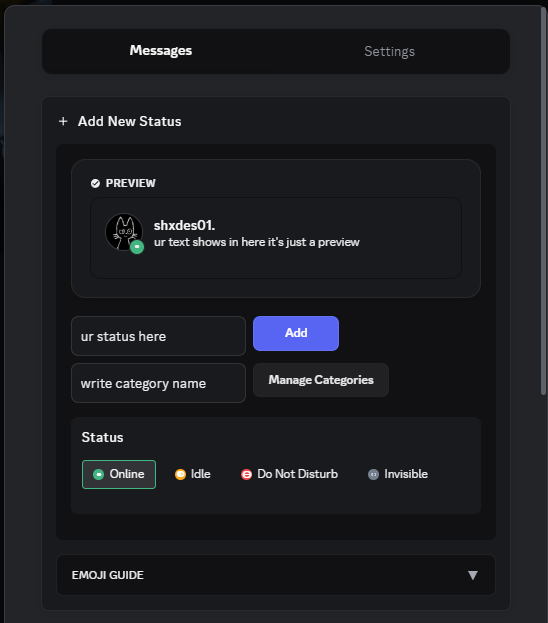 Messages
Settings
+ Add New Status
PREVIEW
shxdes01.
ur text shows in here it's just a preview
ur status here
Add
write category name
Manage Categories
Status
Online
Idle
Do Not Disturb
Invisible
EMOJI GUIDE